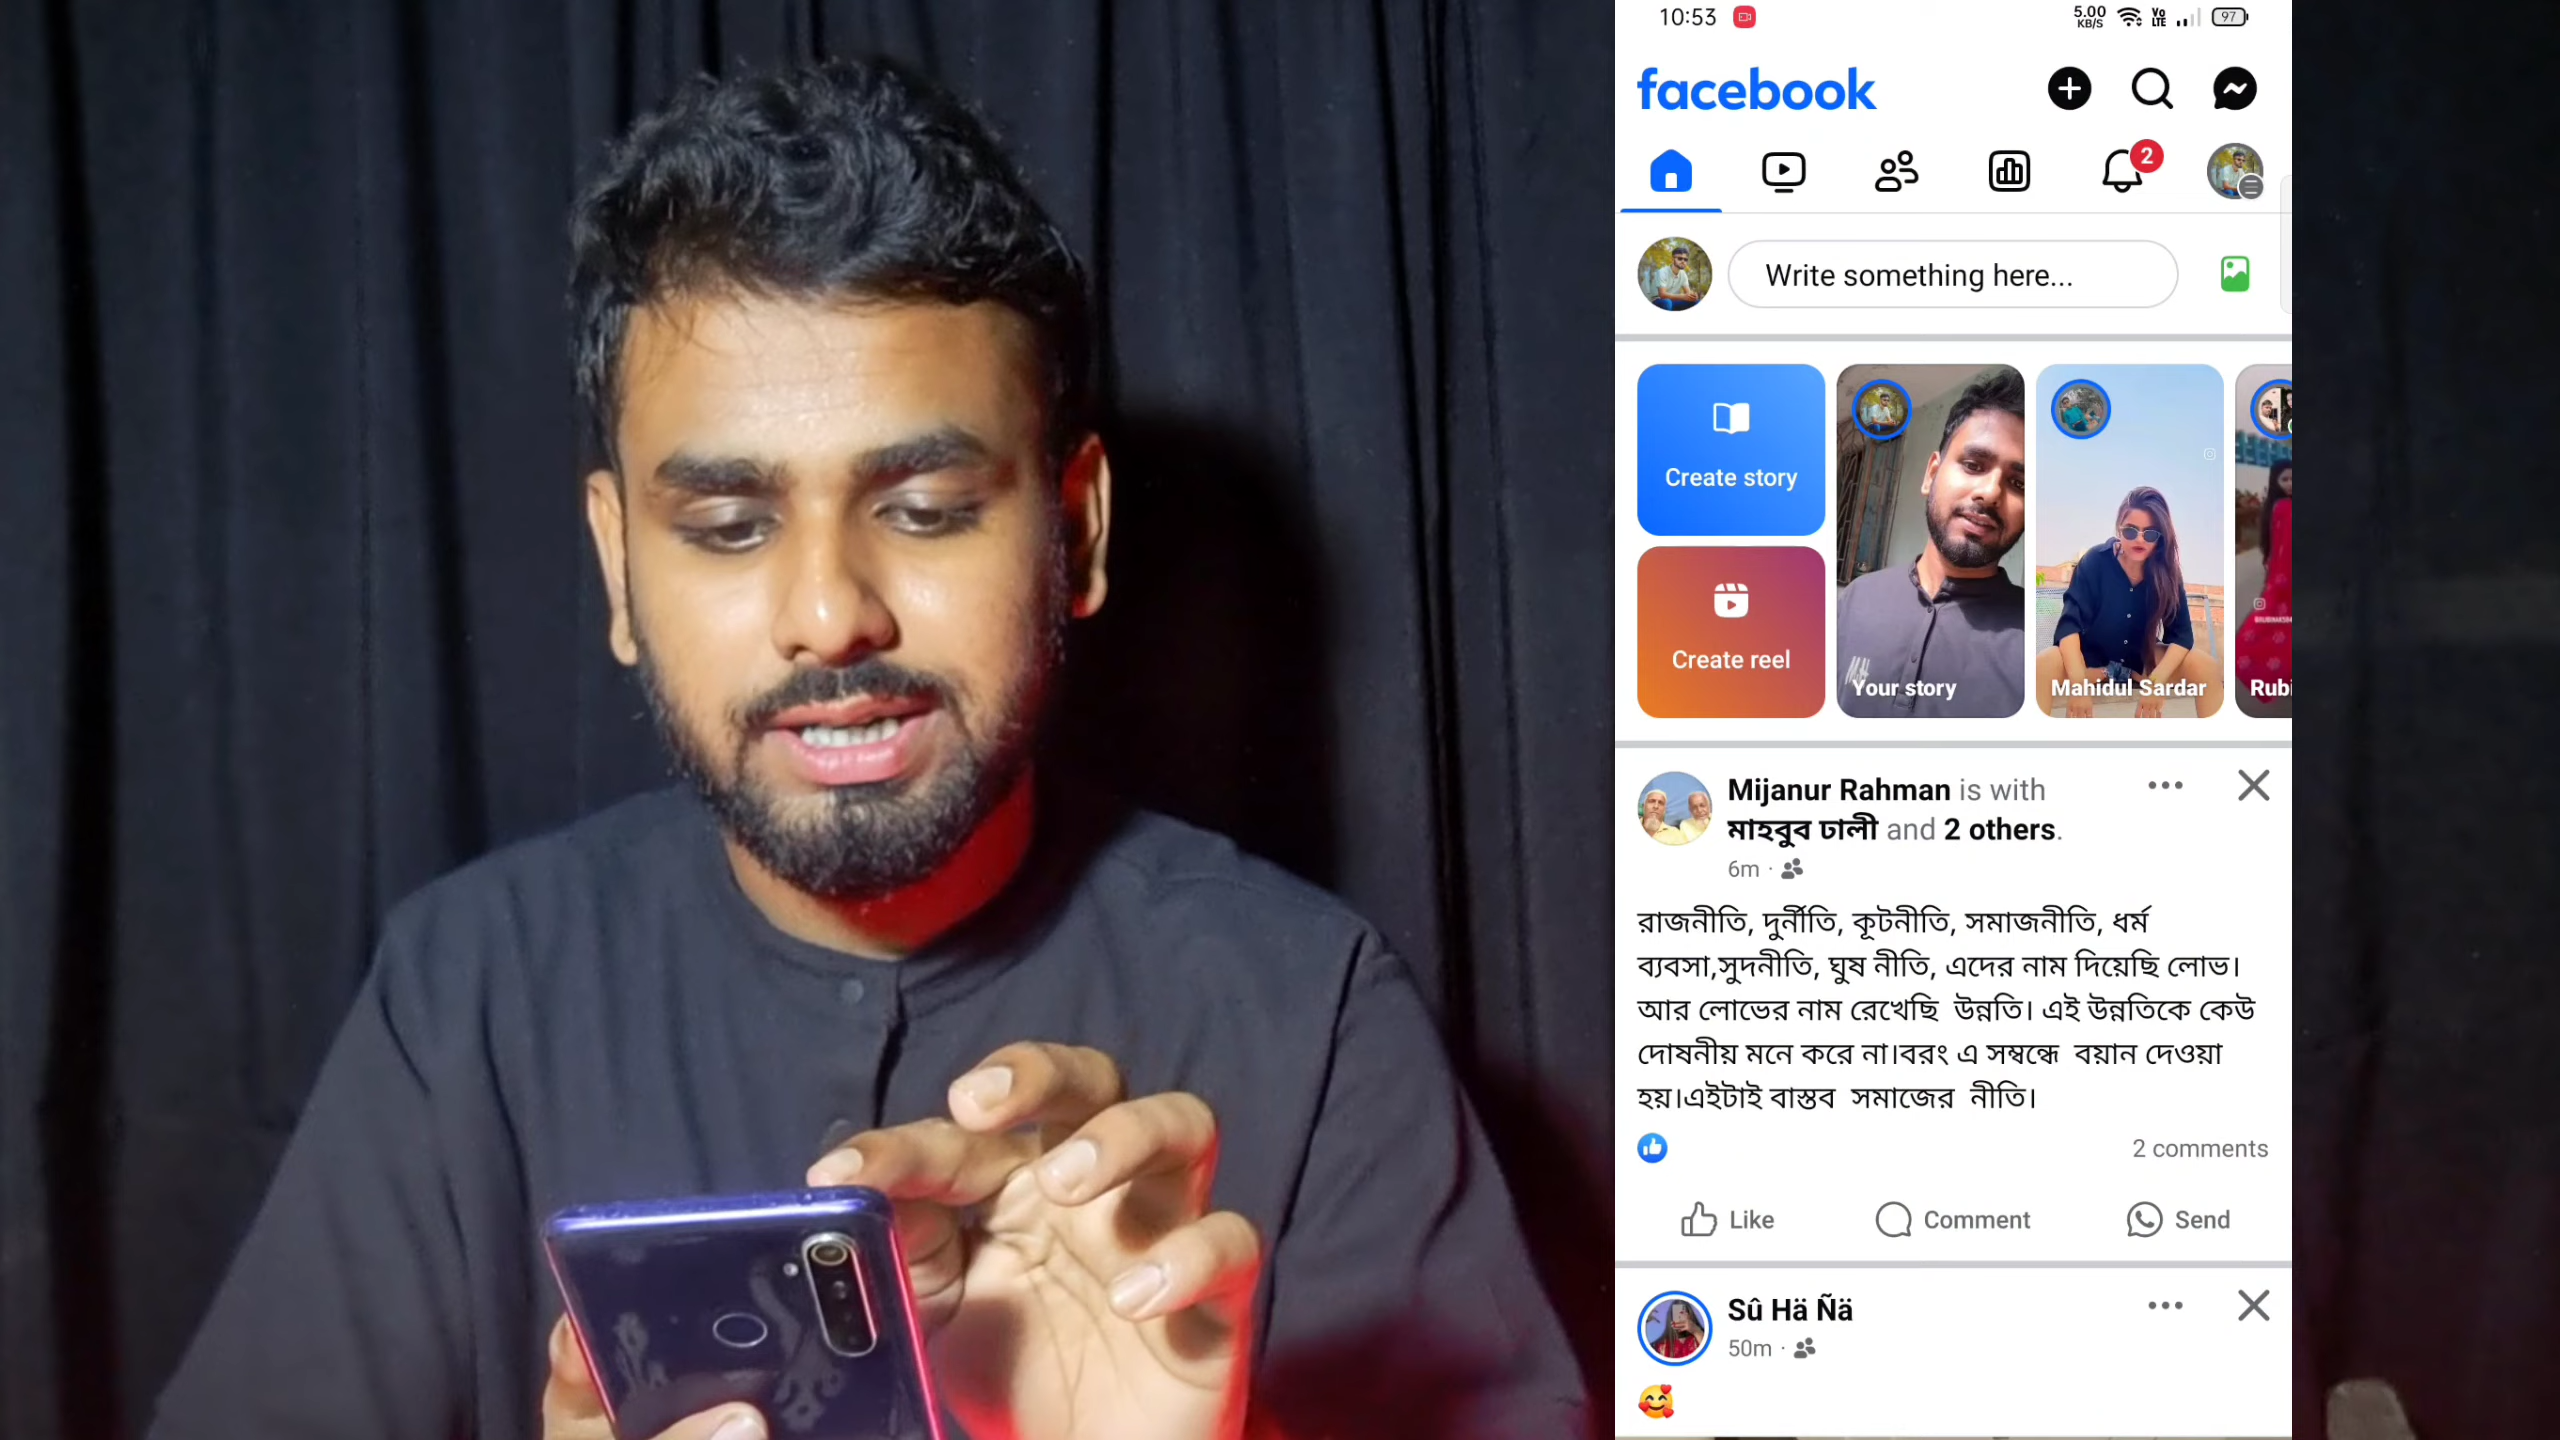 10:53
5.00
KB/S
Vo
LTE
97
facebook
2
Write something here...
Create story
Create reel
Your story
Mahidul Sardar
Rubi
Mijanur Rahman is with
মাহবুব ঢালী and 2 others.
6m ·
রাজনীতি, দুর্নীতি, কূটনীতি, সমাজনীতি, ধর্ম
ব্যবসা,সুদনীতি, ঘুষ নীতি, এদের নাম দিয়েছি লোভ।
আর লোভের নাম রেখেছি উন্নতি। এই উন্নতিকে কেউ
দোষনীয় মনে করে না।বরং এ সম্বন্ধে বয়ান দেওয়া
হয়।এইটাই বাস্তব সমাজের নীতি।
2 comments
Like
Comment
Send
Sû Hä Ñä
50m ·